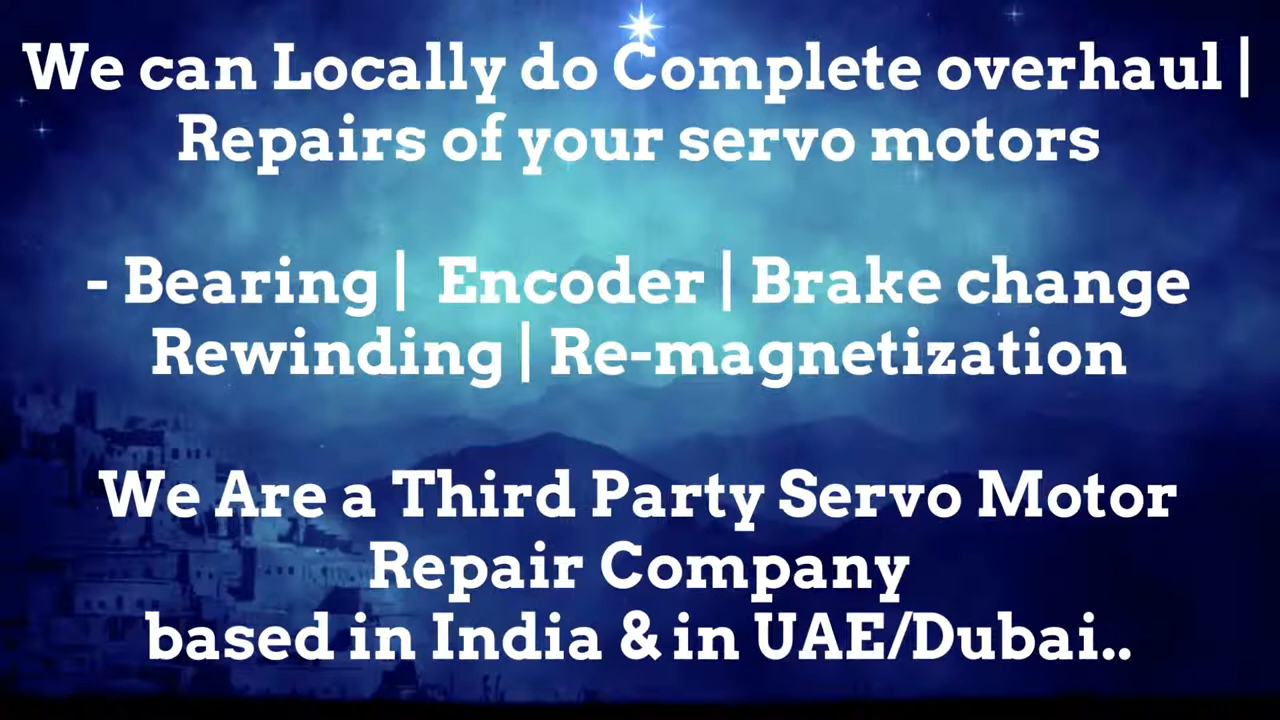 We can Locally do Complete overhaul |
Repairs of your servo motors
- Bearing | Encoder | Brake change
Rewinding | Re-magnetization
We Are a Third Party Servo Motor
Repair Company
based in India & in UAE/Dubai..